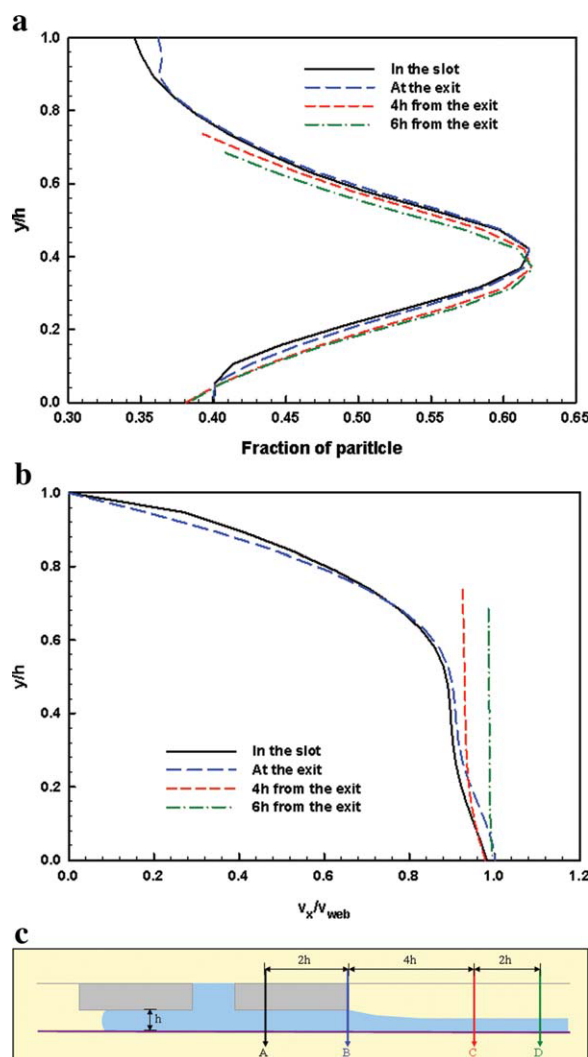 a
1.0
In the slot
At the exit
4h from the exit
6h from the exit
0.8
0.6
y/h
0.4
0.2
0.0
0.30 0.35 0.40 0.45 0.50 0.55 0.60 0.65
Fraction of pariticle
b
1.0
0.8
0.6
y/h
0.4
In the slot
At the exit
4h from the exit
6h from the exit
0.2
0.0
0.0 0.2 0.4 0.6 0.8 1.0 1.2
vx/vweb
c
2h 4h 2h
h
A B C D